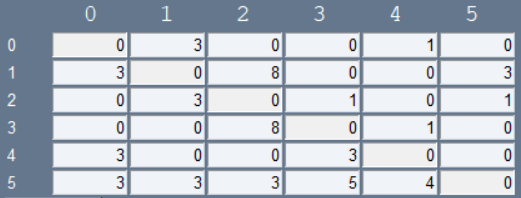 0 1 2 3 4 5
0 0 3 0 0 1 0
1 3 0 8 0 0 3
2 0 3 0 1 0 1
3 0 0 8 0 1 0
4 3 0 0 3 0 0
5 3 3 3 5 4 0